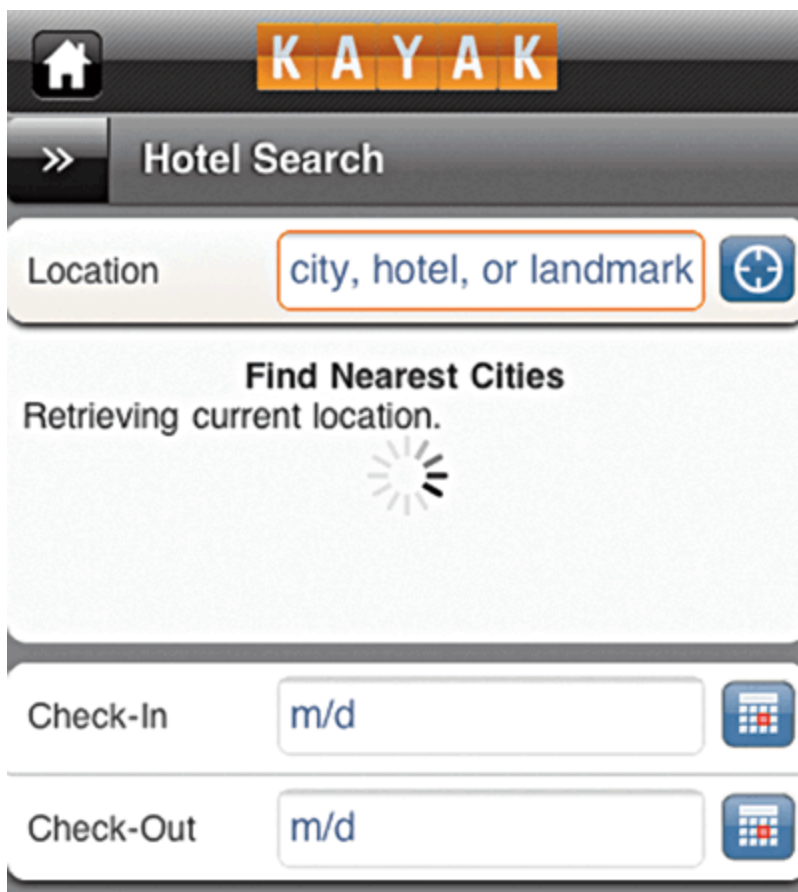 KAYAK
» Hotel Search
Location city, hotel, or landmark
Find Nearest Cities
Retrieving current location.
Check-In m/d
Check-Out m/d